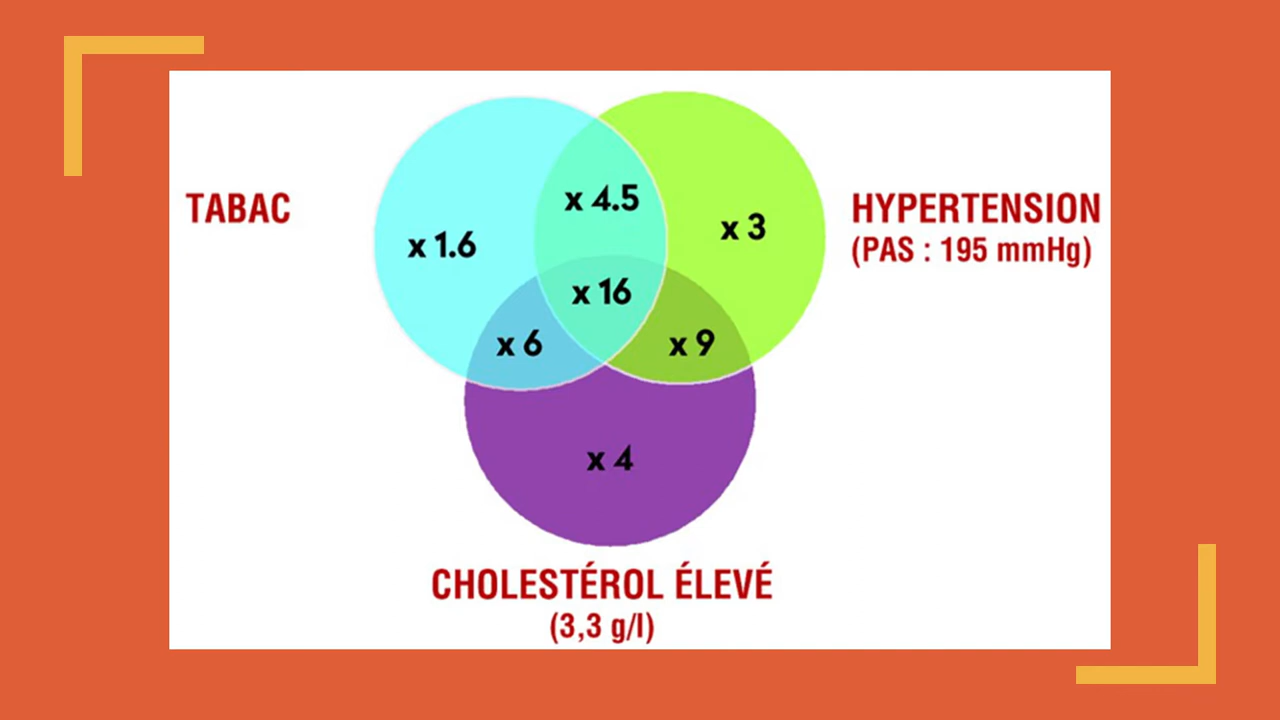 TABAC
HYPERTENSION
(PAS : 195 mmHg)
x 4.5
x 3
x 1.6
x 16
x 6
x 9
x 4
CHOLESTÉROL ÉLEVÉ
(3,3 g/l)